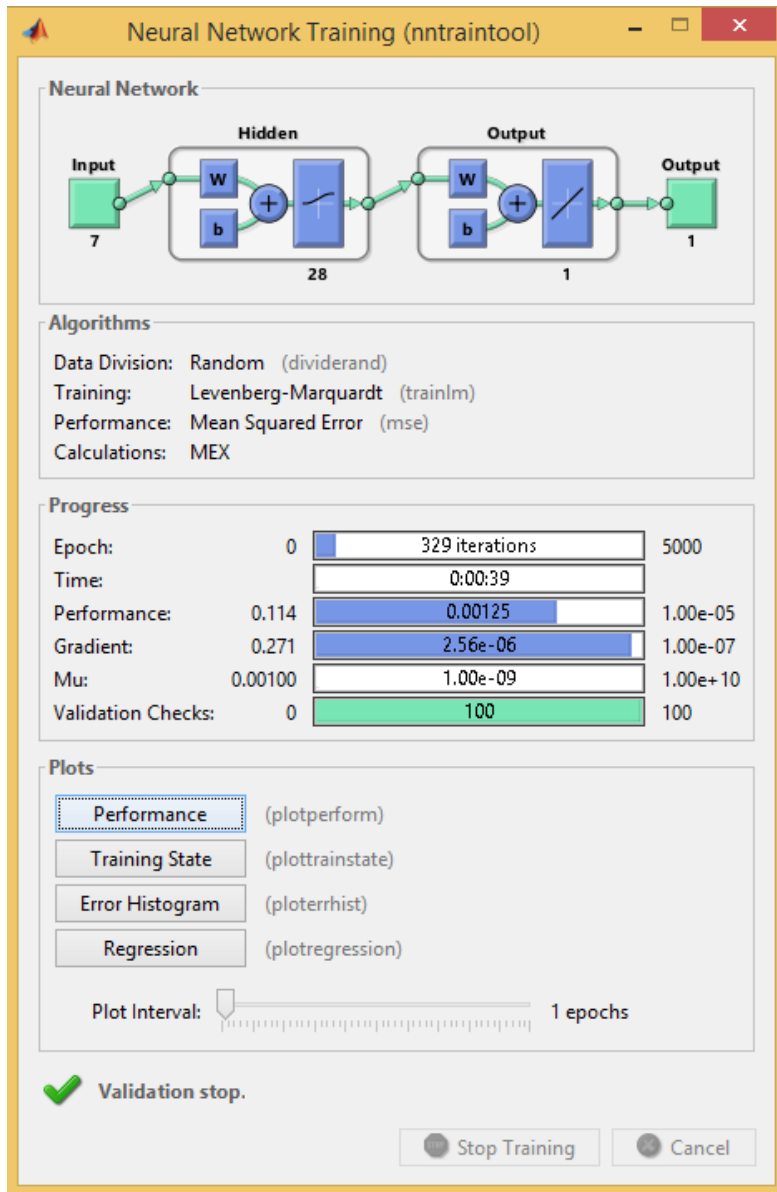 Neural Network Training (nntraintool)
Neural Network
Hidden Output
Input W b + W b + Output
7 28 1 1
Algorithms
Data Division: Random (dividerand)
Training: Levenberg-Marquardt (trainlm)
Performance: Mean Squared Error (mse)
Calculations: MEX
Progress
Epoch: 0 329 iterations 5000
Time: 0:00:39
Performance: 0.114 0.00125 1.00e-05
Gradient: 0.271 2.56e-06 1.00e-07
Mu: 0.00100 1.00e-09 1.00e+10
Validation Checks: 0 100 100
Plots
Performance (plotperform)
Training State (plottrainstate)
Error Histogram (ploterrhist)
Regression (plotregression)
Plot Interval: 1 epochs
Validation stop.
Stop Training Cancel